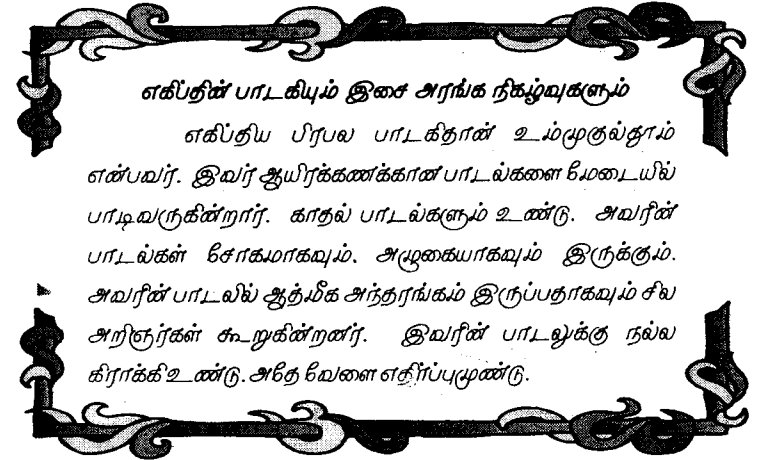 எகிப்தின் பாடகியும் இசை அரங்க நிகழ்வுகளும்
எகிப்திய பிரபல பாடகிதான் உம்முகுல்தூம்
என்பவர். இவர் ஆயிரக்கணக்கான பாடல்களை மேடையில்
பாடிவருகின்றார். காதல் பாடல்களும் உண்டு. அவரின்
பாடல்கள் சோகமாகவும். அழுகையாகவும் இருக்கும்.
அவரின் பாடலில் ஆத்மீக அந்தரங்கம் இருப்பதாகவும் சில
அறிஞர்கள் கூறுகின்றனர். இவரின் பாடலுக்கு நல்ல
கிராக்கி உண்டு. அதே வேளை எதிர்ப்புமுண்டு.